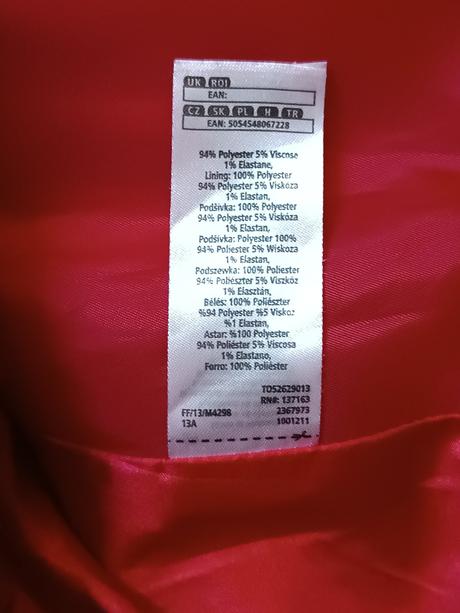 UK ROI
EAN:
CZ SK PL H TR
EAN: 5054548067228
94% Polyester 5% Viscose
1% Elastane,
Lining: 100% Polyester
94% Polyester 5% Viskóza
1% Elastan,
Podšívka: 100% Polyester
94% Polyester 5% Viskóza
1% Elastan,
Podšívka: Polyester 100%
94% Poliester 5% Wiskoza
1% Elastan,
Podszewka: 100% Poliester
94% Poliészter 5% Viszkóz
1% Elasztán,
Bélés: 100% Poliészter
%94 Polyester %5 Viskoz
%1 Elastan,
Astar: %100 Polyester
94% Poliéster 5% Viscosa
1% Elastano,
Forro: 100% Poliéster
TO52629013
RN#: 137163
FF/13/M4298 2367973
13A 1001211